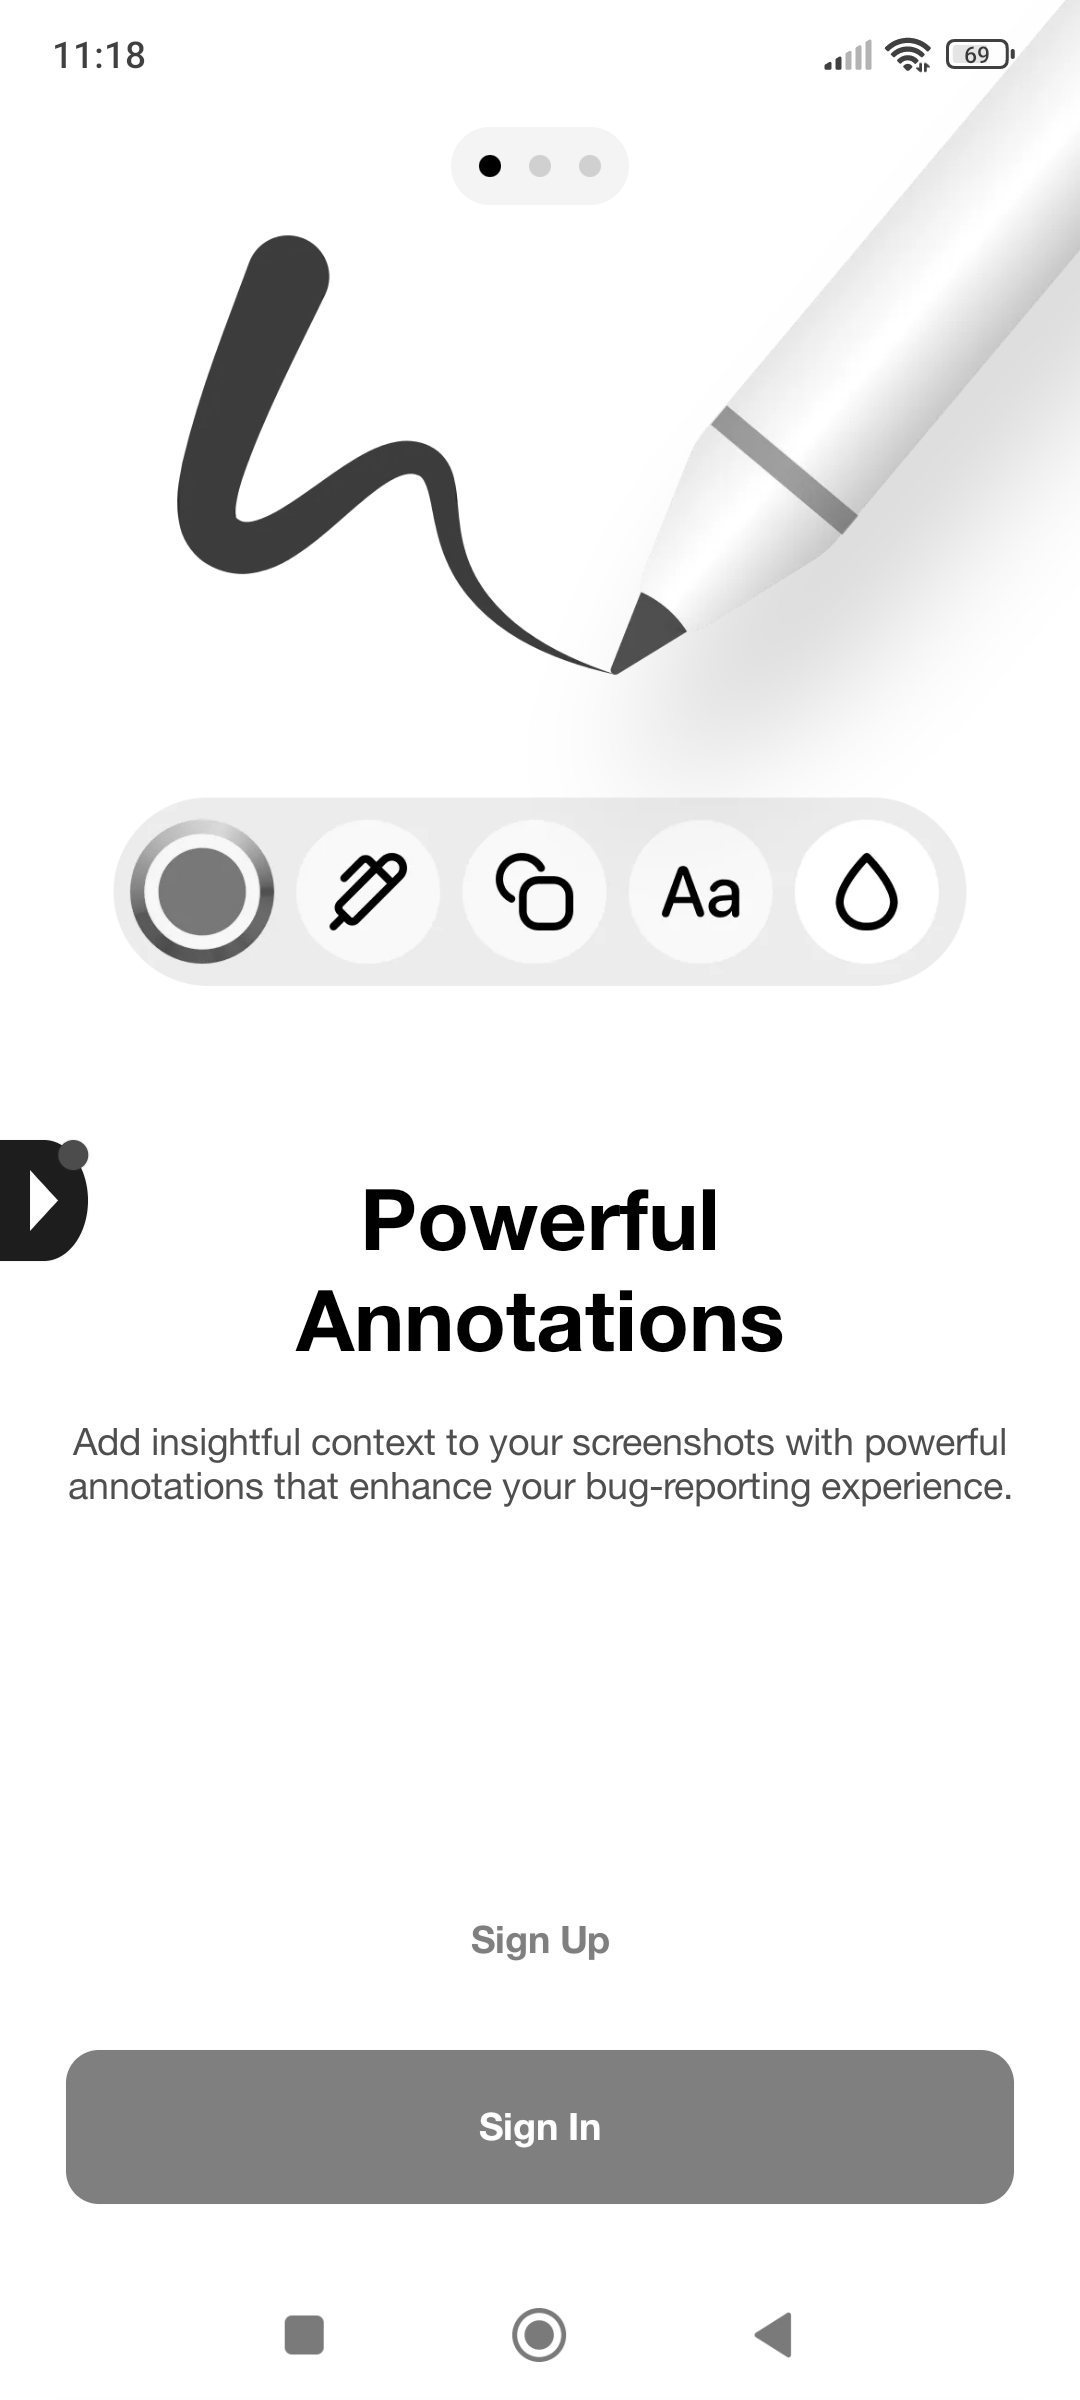 11:18
69
Aa
Powerful
Annotations
Add insightful context to your screenshots with powerful
annotations that enhance your bug-reporting experience.
Sign Up
Sign In